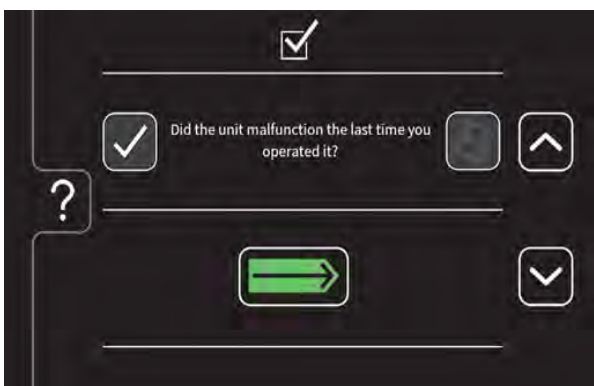 Did the unit malfunction the last time you
operated it?
?